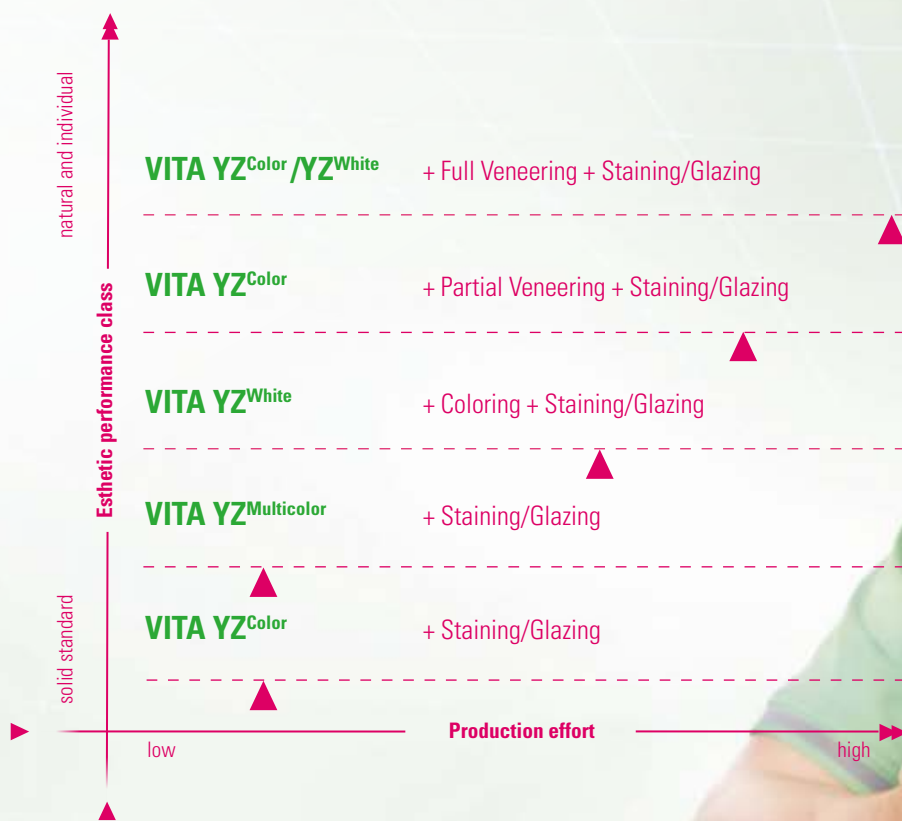 natural and individual
VITA YZColor/YZWhite + Full Veneering + Staining/Glazing
VITA YZColor + Partial Veneering + Staining/Glazing
Esthetic performance class
VITA YZWhite + Coloring + Staining/Glazing
VITA YZMulticolor + Staining/Glazing
solid standard
VITA YZColor + Staining/Glazing
low Production effort high